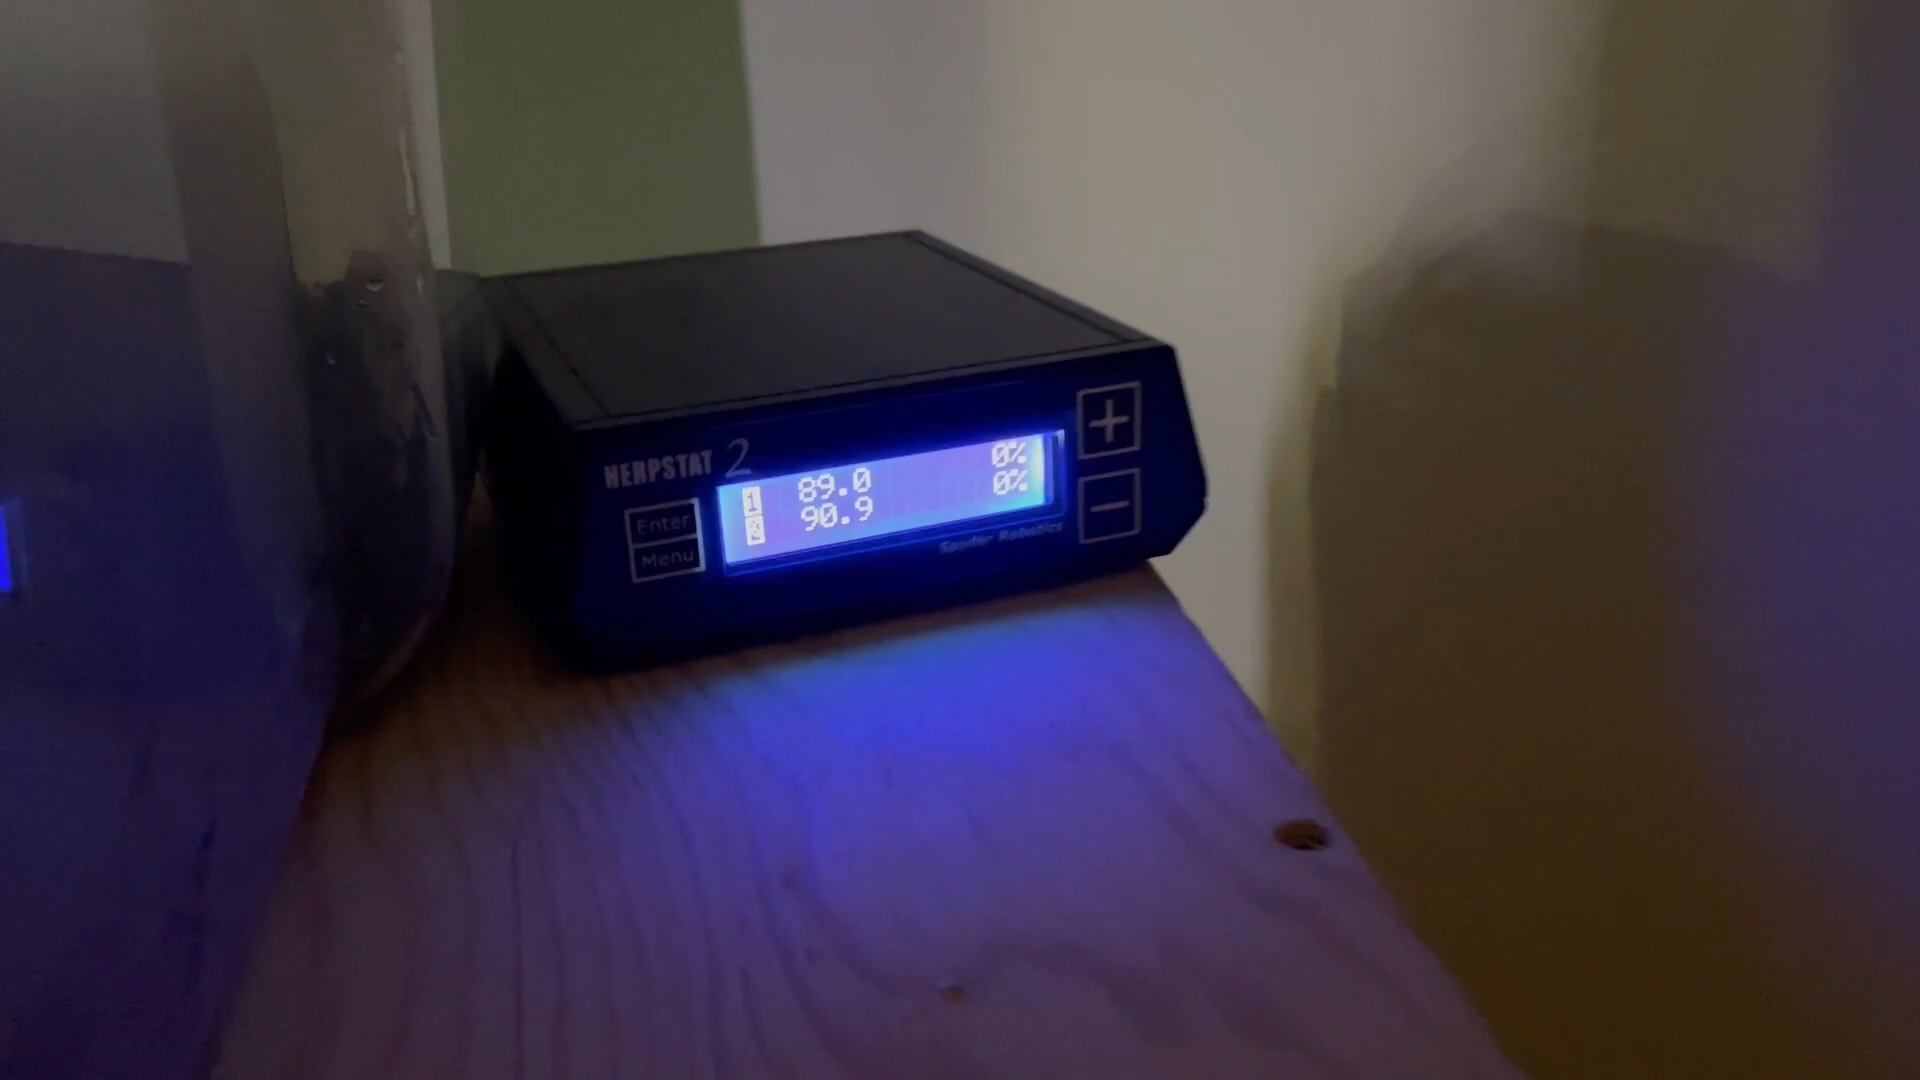 HERPSTAT 2
Enter
Menu
1 89.0 0%
2 90.9 0%
Spyder Robotics
+
-